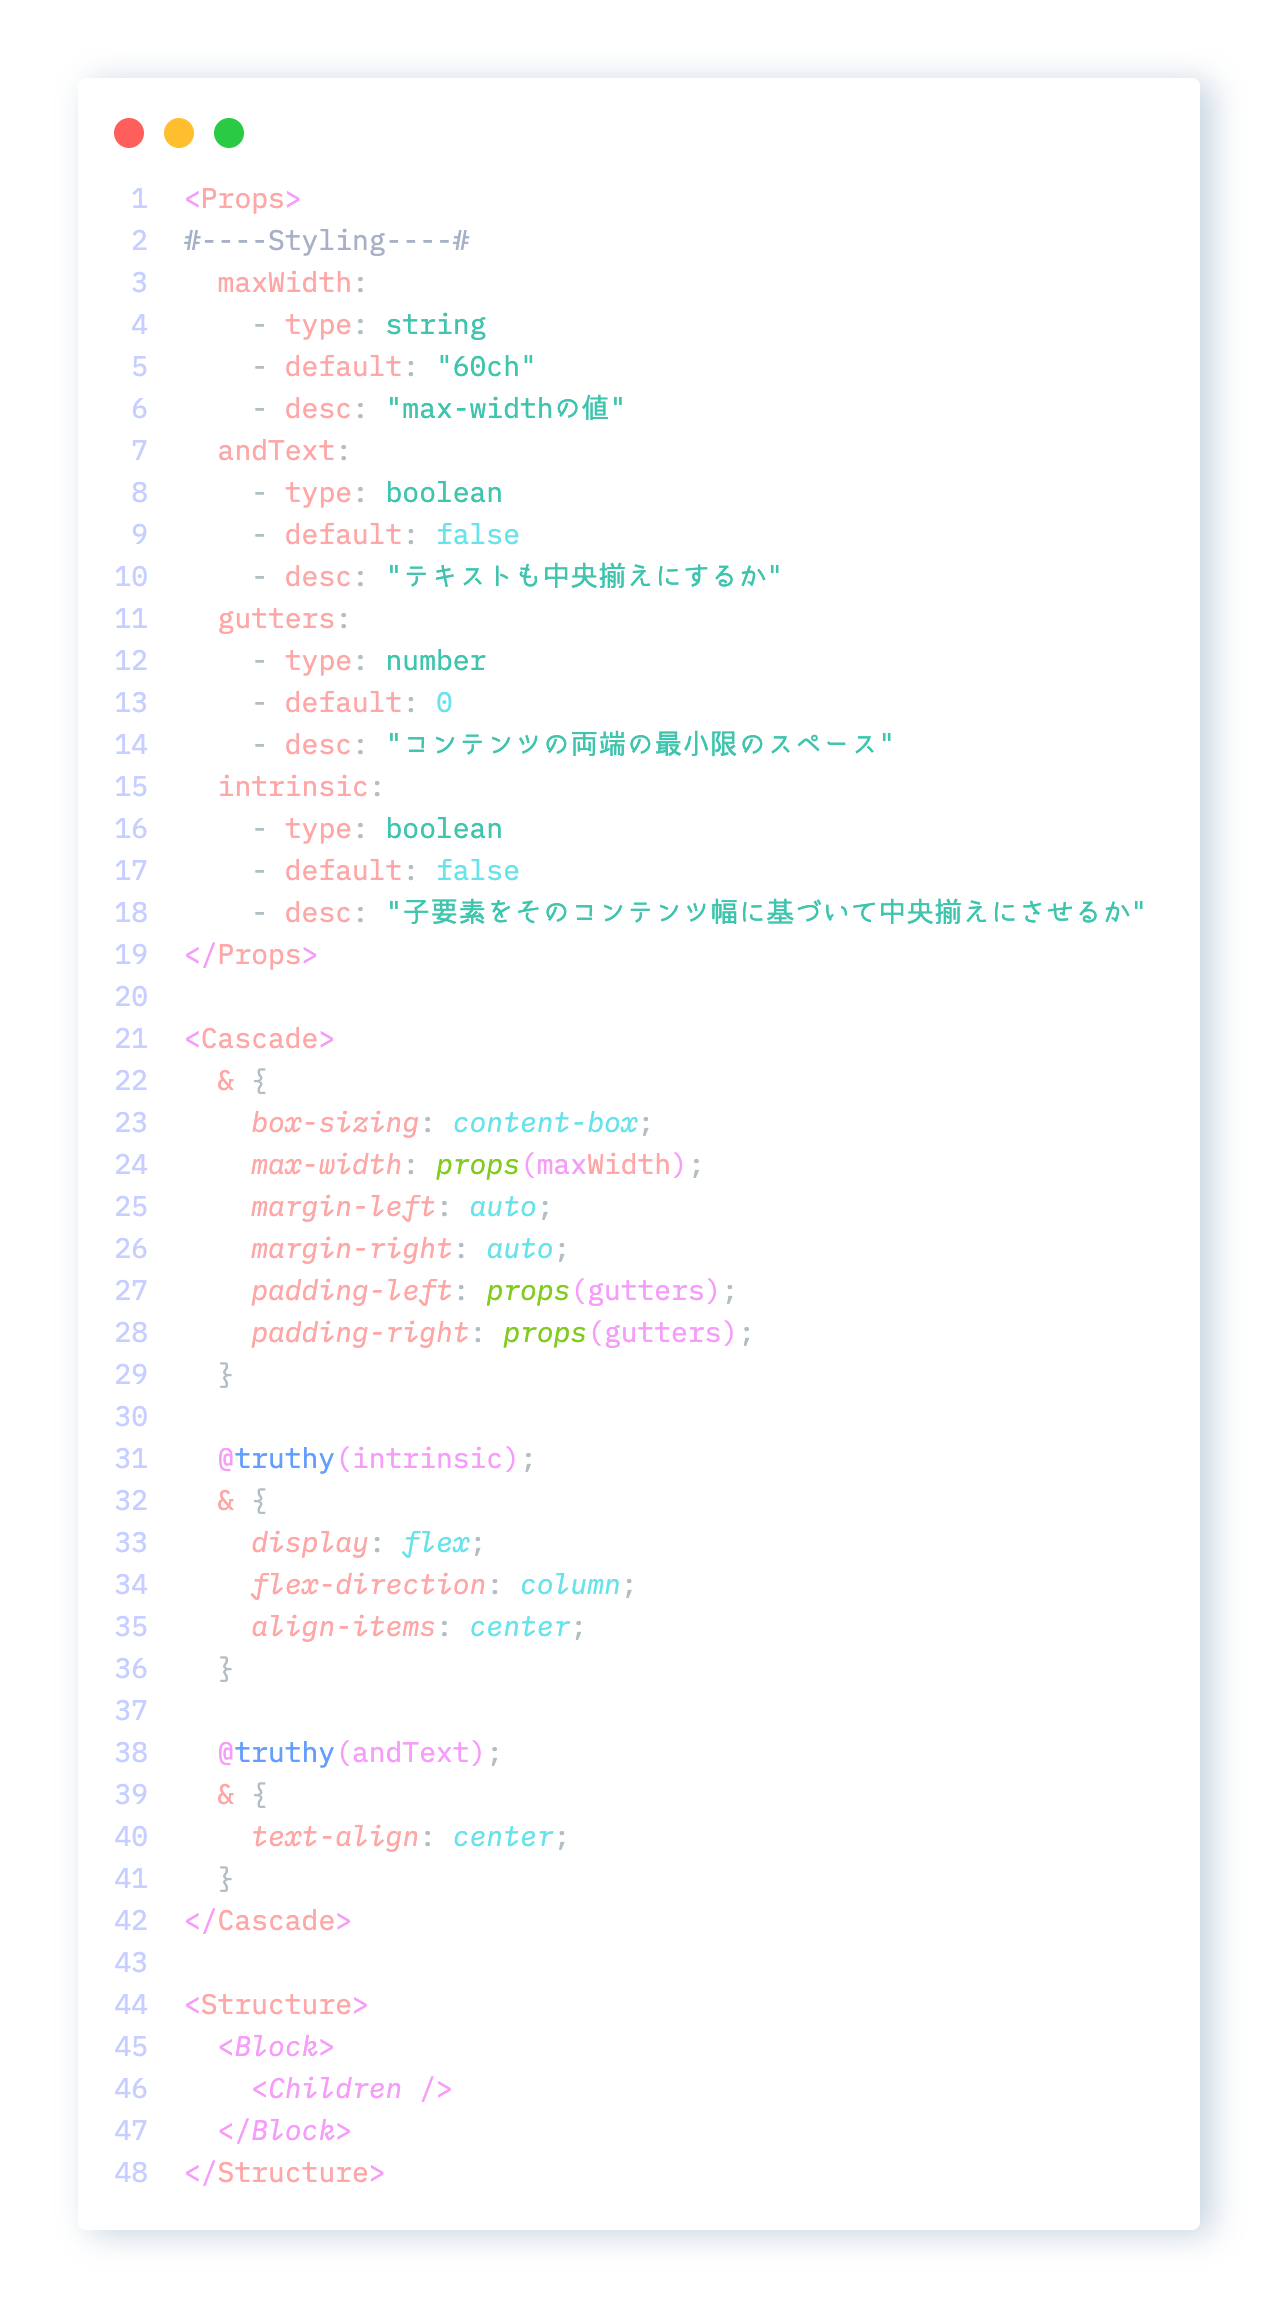 1 <Props>
2 #----Styling----#
3   maxWidth:
4     - type: string
5     - default: "60ch"
6     - desc: "max-widthの値"
7   andText:
8     - type: boolean
9     - default: false
10     - desc: "テキストも中央揃えにするか"
11   gutters:
12     - type: number
13     - default: 0
14     - desc: "コンテンツの両端の最小限のスペース"
15   intrinsic:
16     - type: boolean
17     - default: false
18     - desc: "子要素をそのコンテンツ幅に基づいて中央揃えにさせるか"
19 </Props>
20
21 <Cascade>
22   & {
23     box-sizing: content-box;
24     max-width: props(maxWidth);
25     margin-left: auto;
26     margin-right: auto;
27     padding-left: props(gutters);
28     padding-right: props(gutters);
29   }
30
31   @truthy(intrinsic);
32   & {
33     display: flex;
34     flex-direction: column;
35     align-items: center;
36   }
37
38   @truthy(andText);
39   & {
40     text-align: center;
41   }
42 </Cascade>
43
44 <Structure>
45   <Block>
46     <Children />
47   </Block>
48 </Structure>